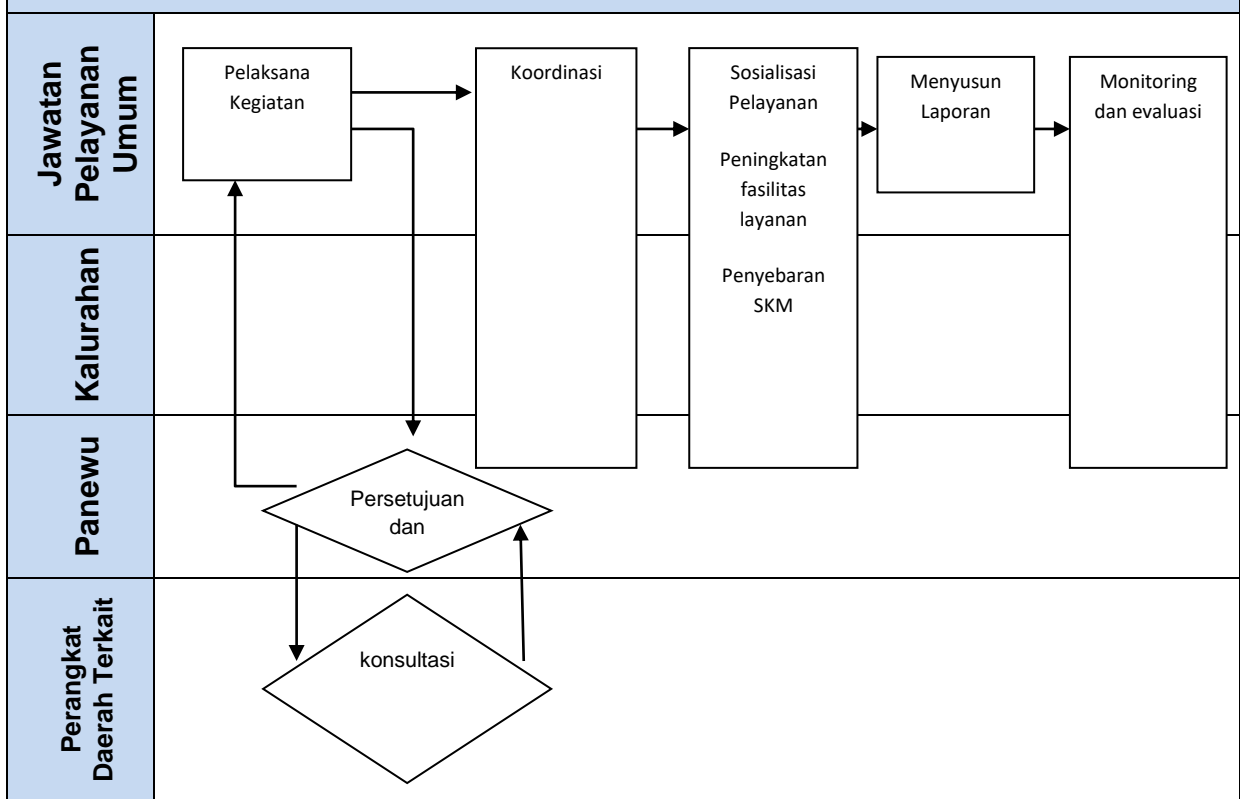 Jawatan
Pelayanan
Umum
Pelaksana
Kegiatan
Koordinasi
Sosialisasi
Pelayanan
Peningkatan
fasilitas
layanan
Penyebaran
SKM
Menyusun
Laporan
Monitoring
dan evaluasi
Kalurahan
Panewu
Persetujuan
dan
Perangkat
Daerah Terkait
konsultasi